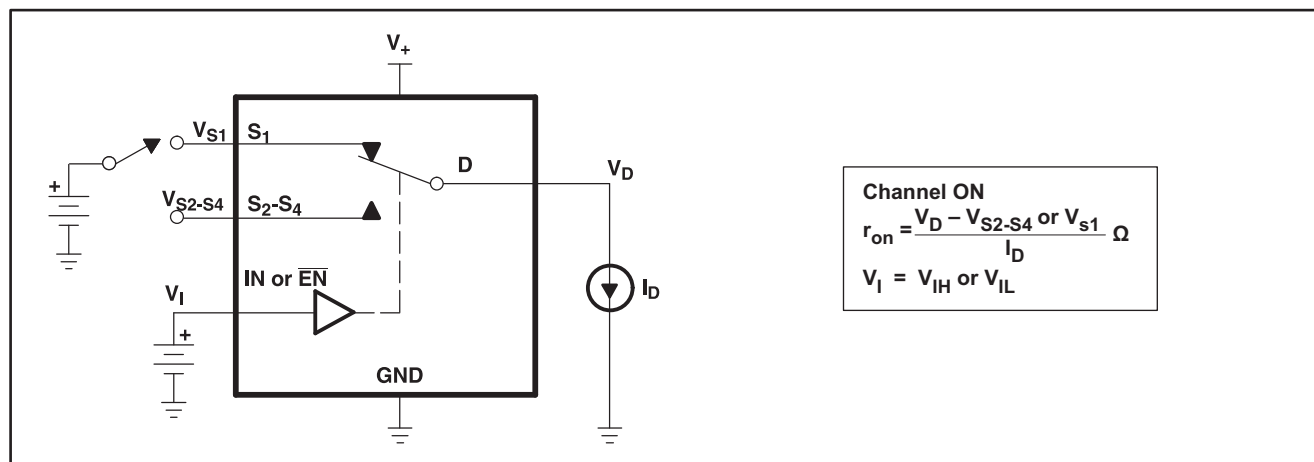 V+
VS1 S1
D
VD
+
VS2-S4 S2-S4
IN or E̅N̅
VI
+
ID
GND
Channel ON
ron = VD – VS2-S4 or Vs1 / ID Ω
VI = VIH or VIL